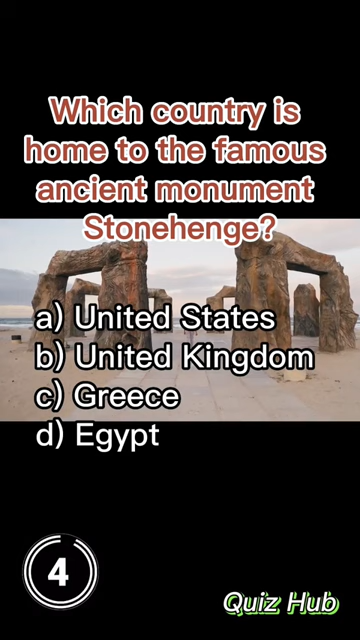 Which country is
home to the famous
ancient monument
Stonehenge?
a) United States
b) United Kingdom
c) Greece
d) Egypt
4
Quiz Hub